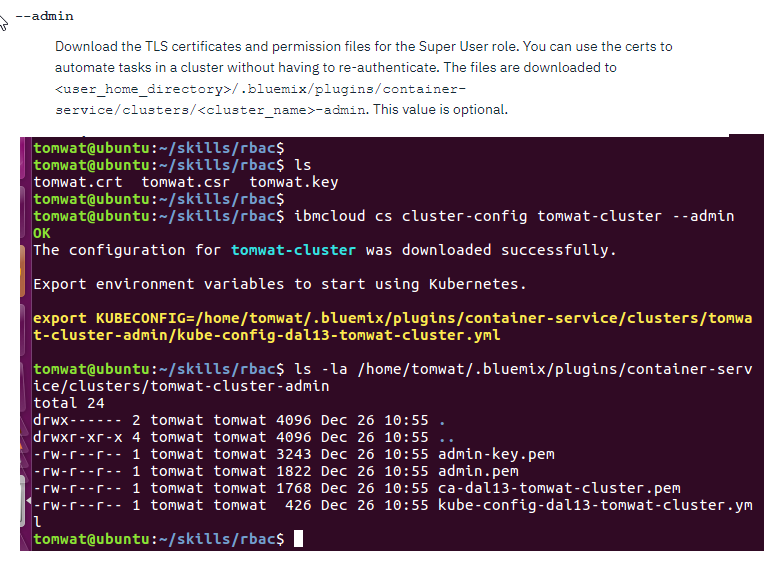 --admin
Download the TLS certificates and permission files for the Super User role. You can use the certs to
automate tasks in a cluster without having to re-authenticate. The files are downloaded to
<user_home_directory>/.bluemix/plugins/container-
service/clusters/<cluster_name>-admin. This value is optional.
tomwat@ubuntu:~/skills/rbac$
tomwat@ubuntu:~/skills/rbac$ ls
tomwat.crt  tomwat.csr  tomwat.key
tomwat@ubuntu:~/skills/rbac$
tomwat@ubuntu:~/skills/rbac$ ibmcloud cs cluster-config tomwat-cluster --admin
OK
The configuration for tomwat-cluster was downloaded successfully.
Export environment variables to start using Kubernetes.
export KUBECONFIG=/home/tomwat/.bluemix/plugins/container-service/clusters/tomwa
t-cluster-admin/kube-config-dal13-tomwat-cluster.yml
tomwat@ubuntu:~/skills/rbac$ ls -la /home/tomwat/.bluemix/plugins/container-serv
ice/clusters/tomwat-cluster-admin
total 24
drwx------ 2 tomwat tomwat 4096 Dec 26 10:55 .
drwxr-xr-x 4 tomwat tomwat 4096 Dec 26 10:55 ..
-rw-r--r-- 1 tomwat tomwat 3243 Dec 26 10:55 admin-key.pem
-rw-r--r-- 1 tomwat tomwat 1822 Dec 26 10:55 admin.pem
-rw-r--r-- 1 tomwat tomwat 1768 Dec 26 10:55 ca-dal13-tomwat-cluster.pem
-rw-r--r-- 1 tomwat tomwat  426 Dec 26 10:55 kube-config-dal13-tomwat-cluster.ym
l
tomwat@ubuntu:~/skills/rbac$